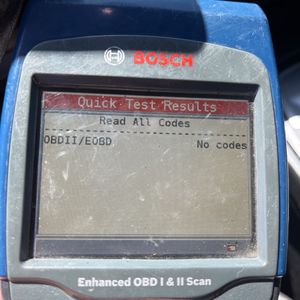 BOSCH
Quick Test Results
Read All Codes
OBDII/EOBD No codes
Enhanced OBD I & II Scan